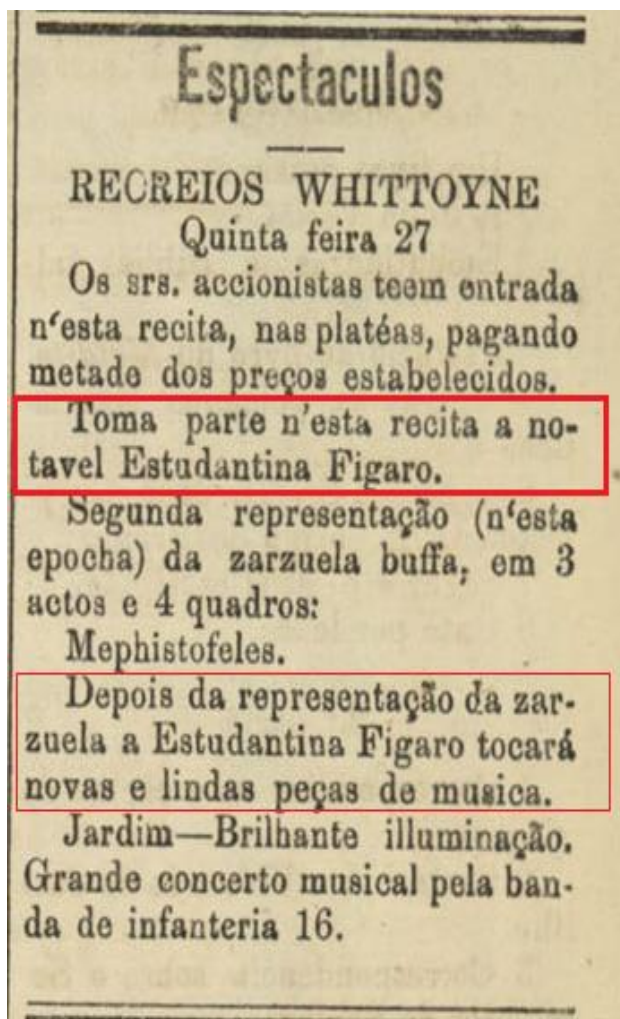 Espectaculos
RECREIOS WHITTOYNE
Quinta feira 27
Os srs. accionistas teem entrada
n'esta recita, nas platéas, pagando
metade dos preços estabelecidos.
Toma parte n'esta recita a no-
tavel Estudantina Figaro.
Segunda representação (n'esta
epocha) da zarzuela buffa, em 3
actos e 4 quadros:
Mephistofeles.
Depois da representação da zar-
zuela a Estudantina Figaro tocará
novas e lindas peças de musica.
Jardim—Brilhante illuminação.
Grande concerto musical pela ban-
da de infanteria 16.